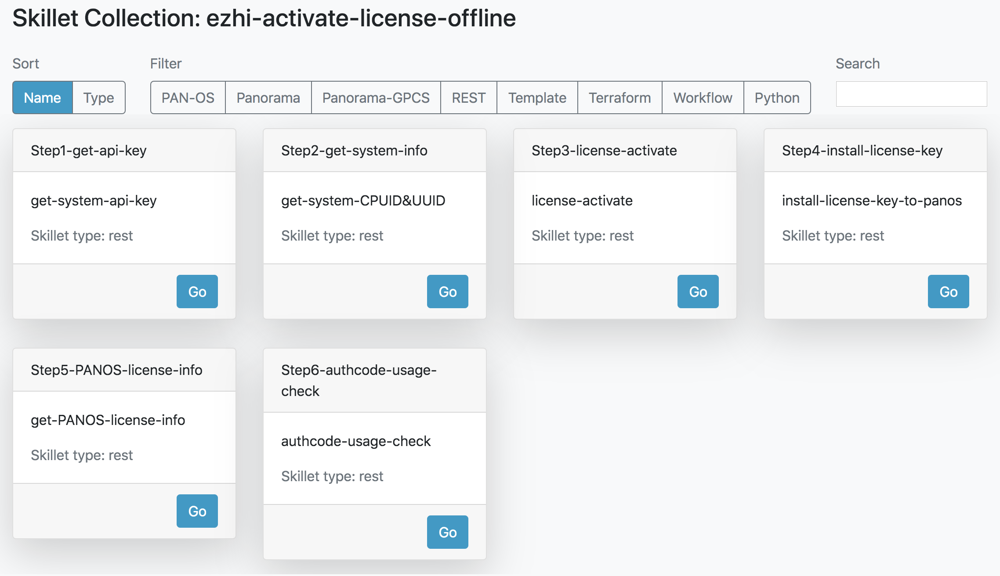 Skillet Collection: ezhi-activate-license-offline
Sort
Filter
Search
Name
Type
PAN-OS
Panorama
Panorama-GPCS
REST
Template
Terraform
Workflow
Python
Step1-get-api-key
get-system-api-key
Skillet type: rest
Go
Step2-get-system-info
get-system-CPUID&UUID
Skillet type: rest
Go
Step3-license-activate
license-activate
Skillet type: rest
Go
Step4-install-license-key
install-license-key-to-panos
Skillet type: rest
Go
Step5-PANOS-license-info
get-PANOS-license-info
Skillet type: rest
Go
Step6-authcode-usage-
check
authcode-usage-check
Skillet type: rest
Go